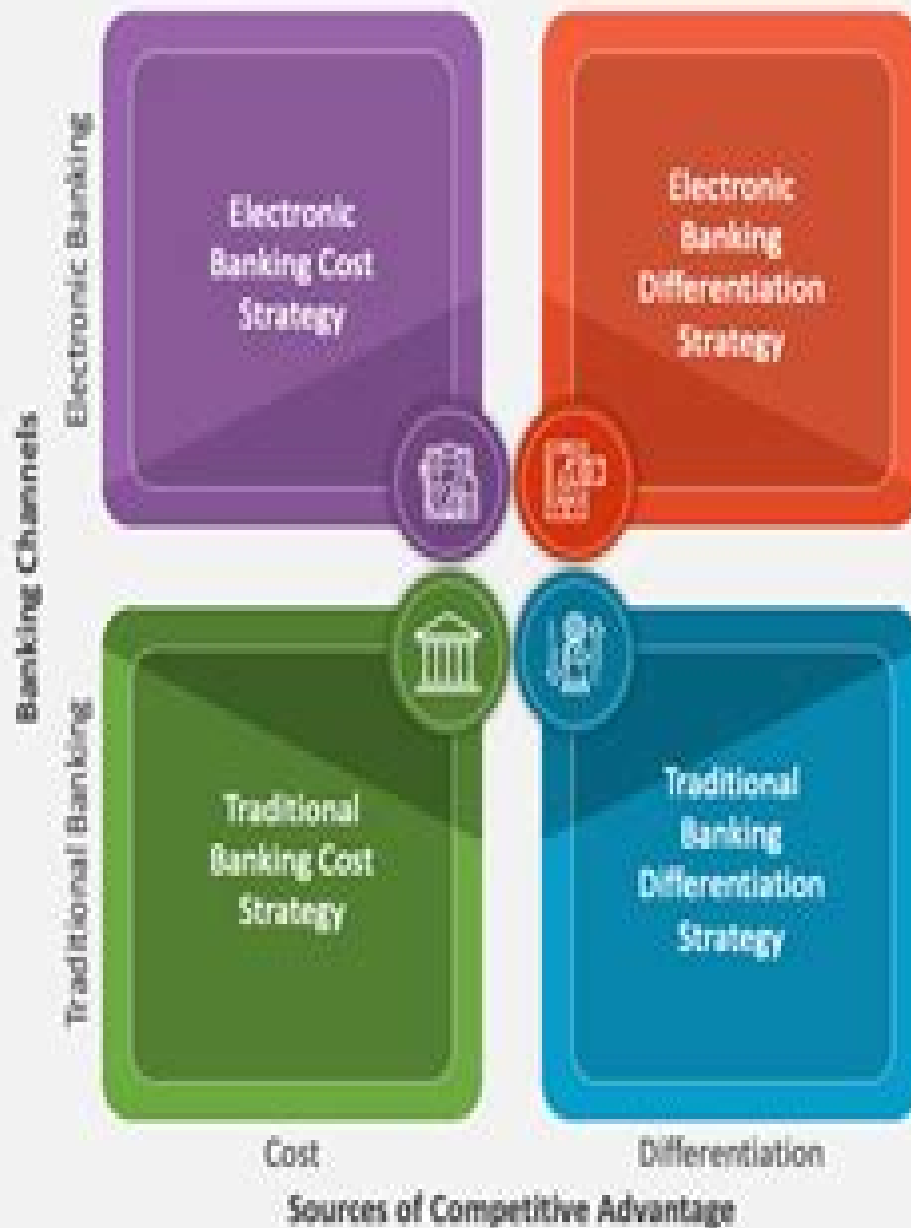 Banking Channels
Electronic Banking
Traditional Banking
Electronic
Banking Cost
Strategy
Electronic
Banking
Differentiation
Strategy
Traditional
Banking Cost
Strategy
Traditional
Banking
Differentiation
Strategy
Cost
Differentiation
Sources of Competitive Advantage